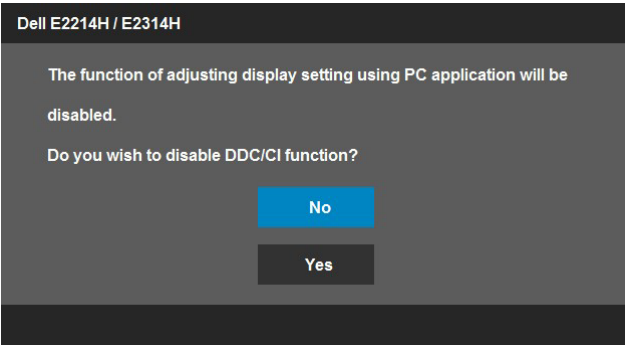 Dell E2214H / E2314H
The function of adjusting display setting using PC application will be
disabled.
Do you wish to disable DDC/CI function?
No
Yes